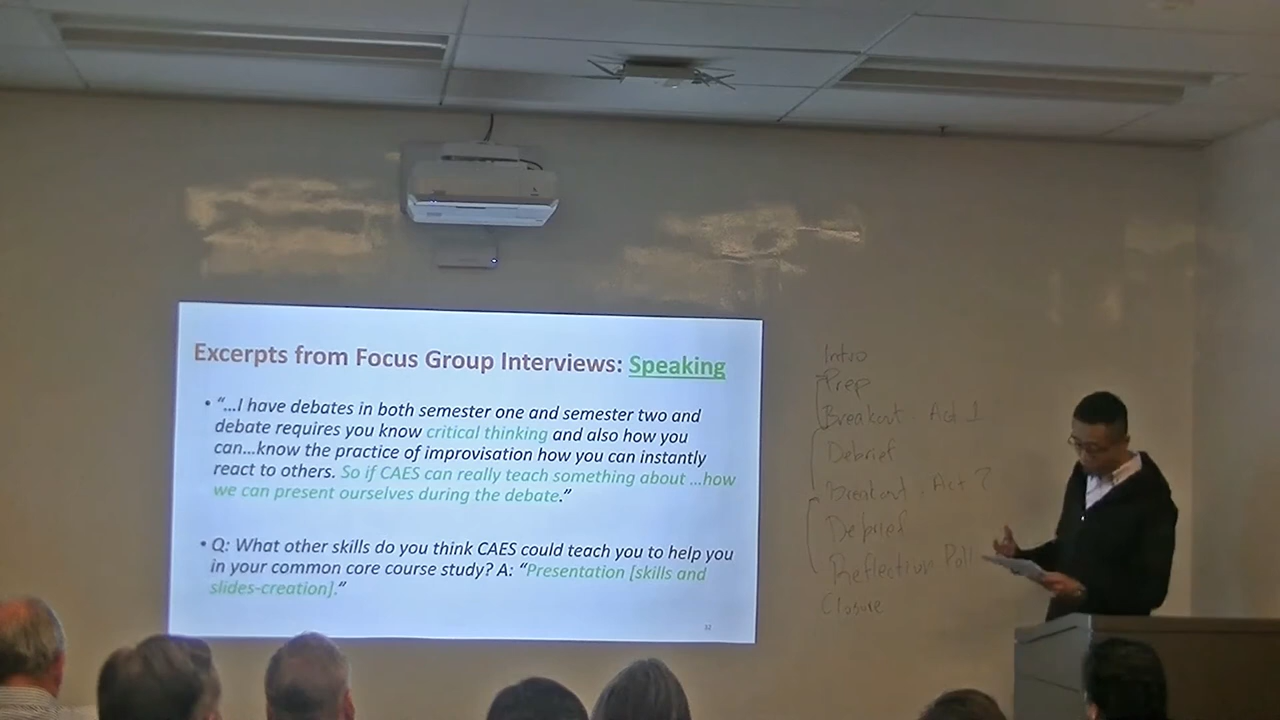 Excerpts from Focus Group Interviews: Speaking
• "...I have debates in both semester one and semester two and
debate requires you know critical thinking and also how you
can...know the practice of improvisation how you can instantly
react to others. So if CAES can really teach something about ...how
we can present ourselves during the debate."
• Q: What other skills do you think CAES could teach you to help you
in your common core course study? A: "Presentation [skills and
slides-creation]."
32
Intro
Prep
Breakout : Act 1
Debrief
Breakout : Act 2
Debrief
Reflection Poll
Closure